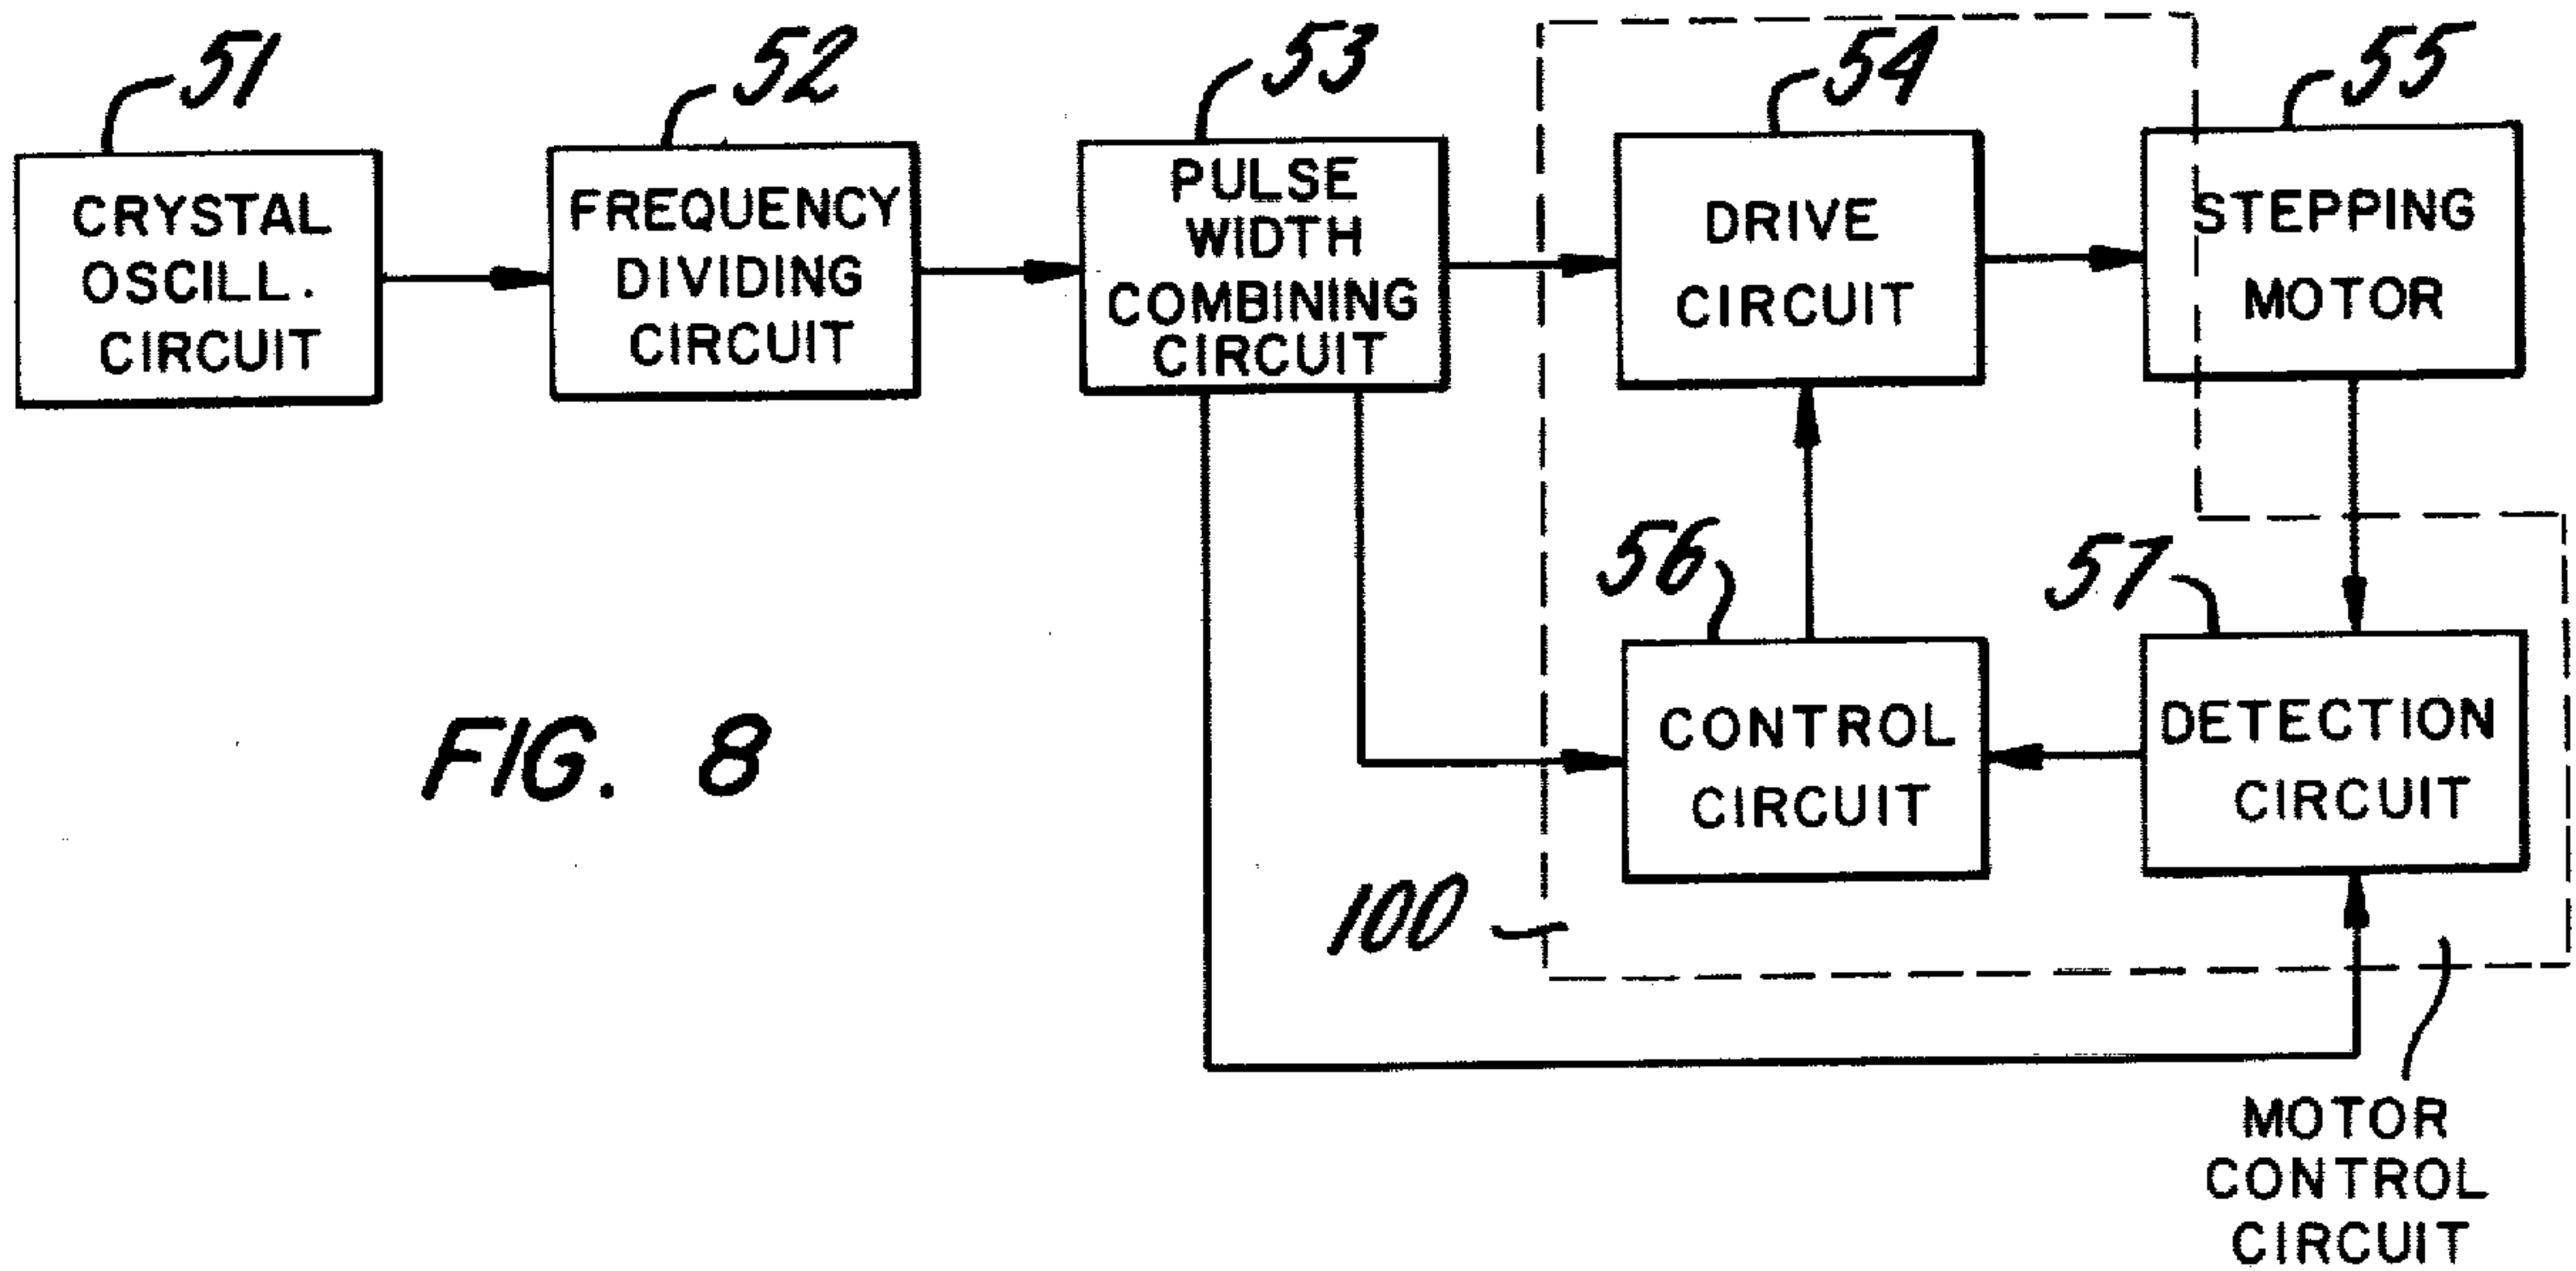 51
CRYSTAL
OSCILL.
CIRCUIT
52
FREQUENCY
DIVIDING
CIRCUIT
53
PULSE
WIDTH
COMBINING
CIRCUIT
54
DRIVE
CIRCUIT
55
STEPPING
MOTOR
56
CONTROL
CIRCUIT
57
DETECTION
CIRCUIT
100
MOTOR
CONTROL
CIRCUIT
FIG. 8